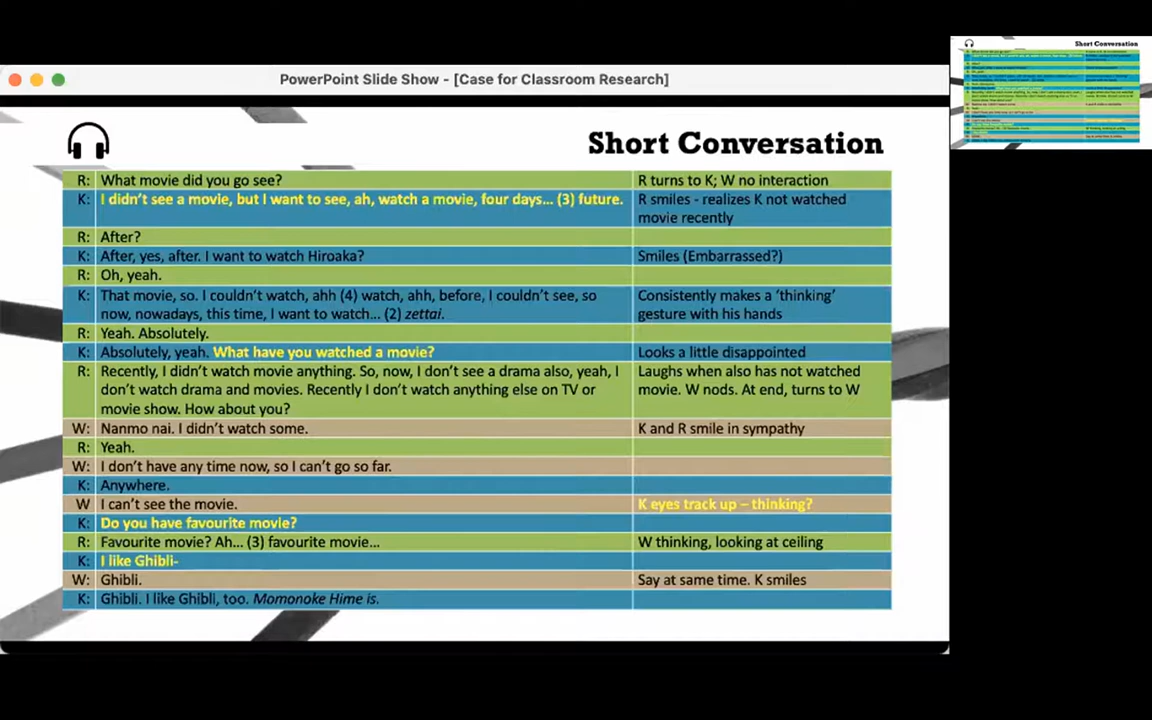 PowerPoint Slide Show - [Case for Classroom Research]
Short Conversation
R: What movie did you go see? R turns to K; W no interaction
K: I didn't see a movie, but I want to see, ah, watch a movie, four days... (3) future. R smiles - realizes K not watched
movie recently
R: After?
K: After, yes, after. I want to watch Hiroaka? Smiles (Embarrassed?)
R: Oh, yeah.
K: That movie, so. I couldn't watch, ahh (4) watch, ahh, before, I couldn't see, so Consistently makes a 'thinking'
now, nowadays, this time, I want to watch... (2) zettai. gesture with his hands
R: Yeah. Absolutely.
K: Absolutely, yeah. What have you watched a movie? Looks a little disappointed
R: Recently, I didn't watch movie anything. So, now, I don't see a drama also, yeah, I Laughs when also has not watched
don't watch drama and movies. Recently I don't watch anything else on TV or movie. W nods. At end, turns to W
movie show. How about you?
W: Nanmo nai. I didn't watch some. K and R smile in sympathy
R: Yeah.
W: I don't have any time now, so I can't go so far.
K: Anywhere.
W I can't see the movie. K eyes track up – thinking?
K: Do you have favourite movie?
R: Favourite movie? Ah... (3) favourite movie... W thinking, looking at ceiling
K: I like Ghibli-
W: Ghibli. Say at same time. K smiles
K: Ghibli. I like Ghibli, too. Momonoke Hime is.
Short Conversation